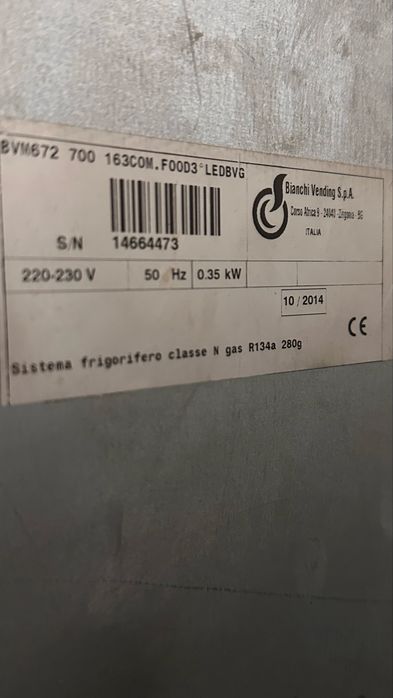 BVM672 700 163COM.FOOD3°LEDBVG
Bianchi Vending S.p.A.
Corso Africa 9 - 24040 -Zingonia - BG
ITALIA
S/N 14664473
220-230 V 50 Hz 0.35 kW
10 / 2014
CE
Sistema frigorifero classe N gas R134a 280g